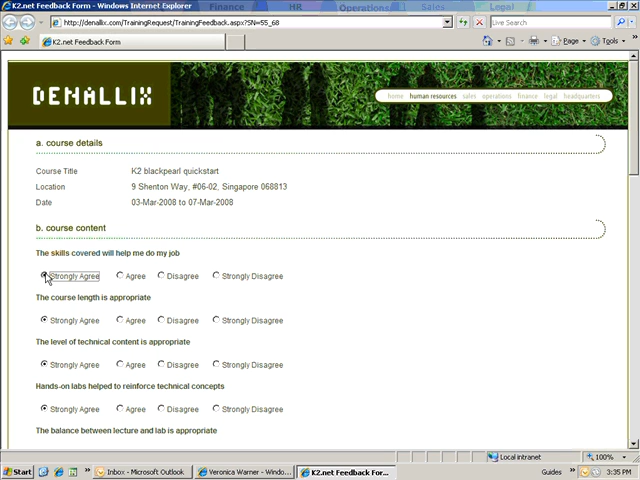 K2.net Feedback Form - Windows Internet Explorer
Finance HR Operations Sales Legal
http://denallix.com/TrainingRequest/TrainingFeedback.aspx?SN=55_68
Live Search
K2.net Feedback Form
Page Tools
DENALLIX
home human resources sales operations finance legal headquarters
a. course details
Course Title K2 blackpearl quickstart
Location 9 Shenton Way, #06-02, Singapore 068813
Date 03-Mar-2008 to 07-Mar-2008
b. course content
The skills covered will help me do my job
Strongly Agree Agree Disagree Strongly Disagree
The course length is appropriate
Strongly Agree Agree Disagree Strongly Disagree
The level of technical content is appropriate
Strongly Agree Agree Disagree Strongly Disagree
Hands-on labs helped to reinforce technical concepts
Strongly Agree Agree Disagree Strongly Disagree
The balance between lecture and lab is appropriate
Local intranet 100%
Start Inbox - Microsoft Outlook Veronica Warner - Windo... K2.net Feedback For... Guides 3:35 PM